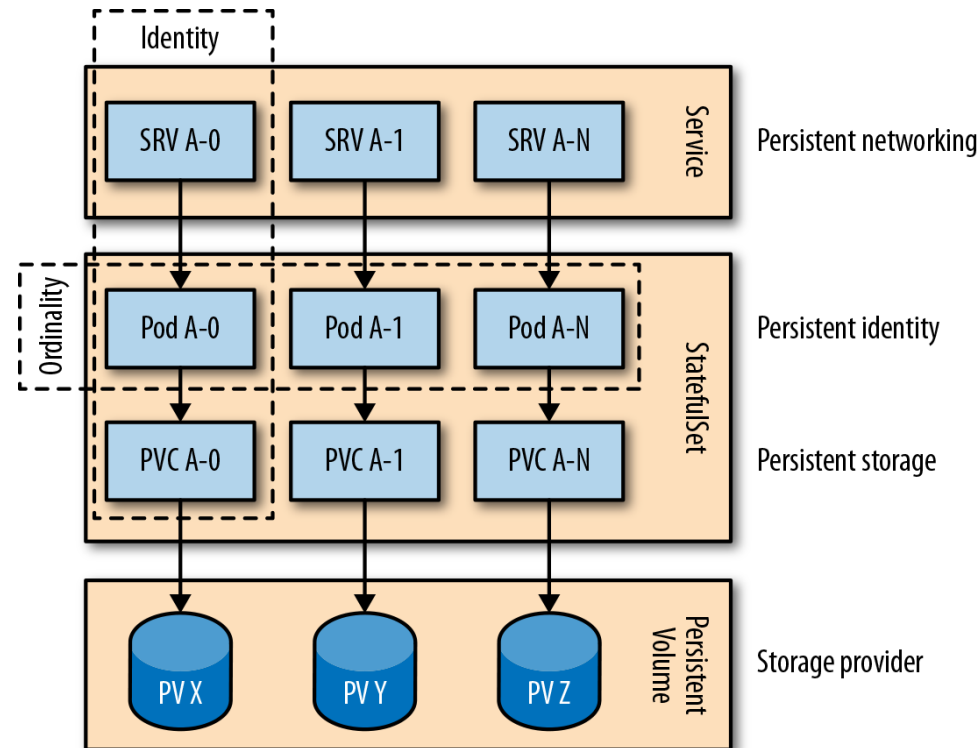 Identity
SRV A-0
SRV A-1
SRV A-N
Service
Persistent networking
Ordinality
Pod A-0
Pod A-1
Pod A-N
StatefulSet
Persistent identity
PVC A-0
PVC A-1
PVC A-N
Persistent storage
PV X
PV Y
PV Z
Persistent
Volume
Storage provider